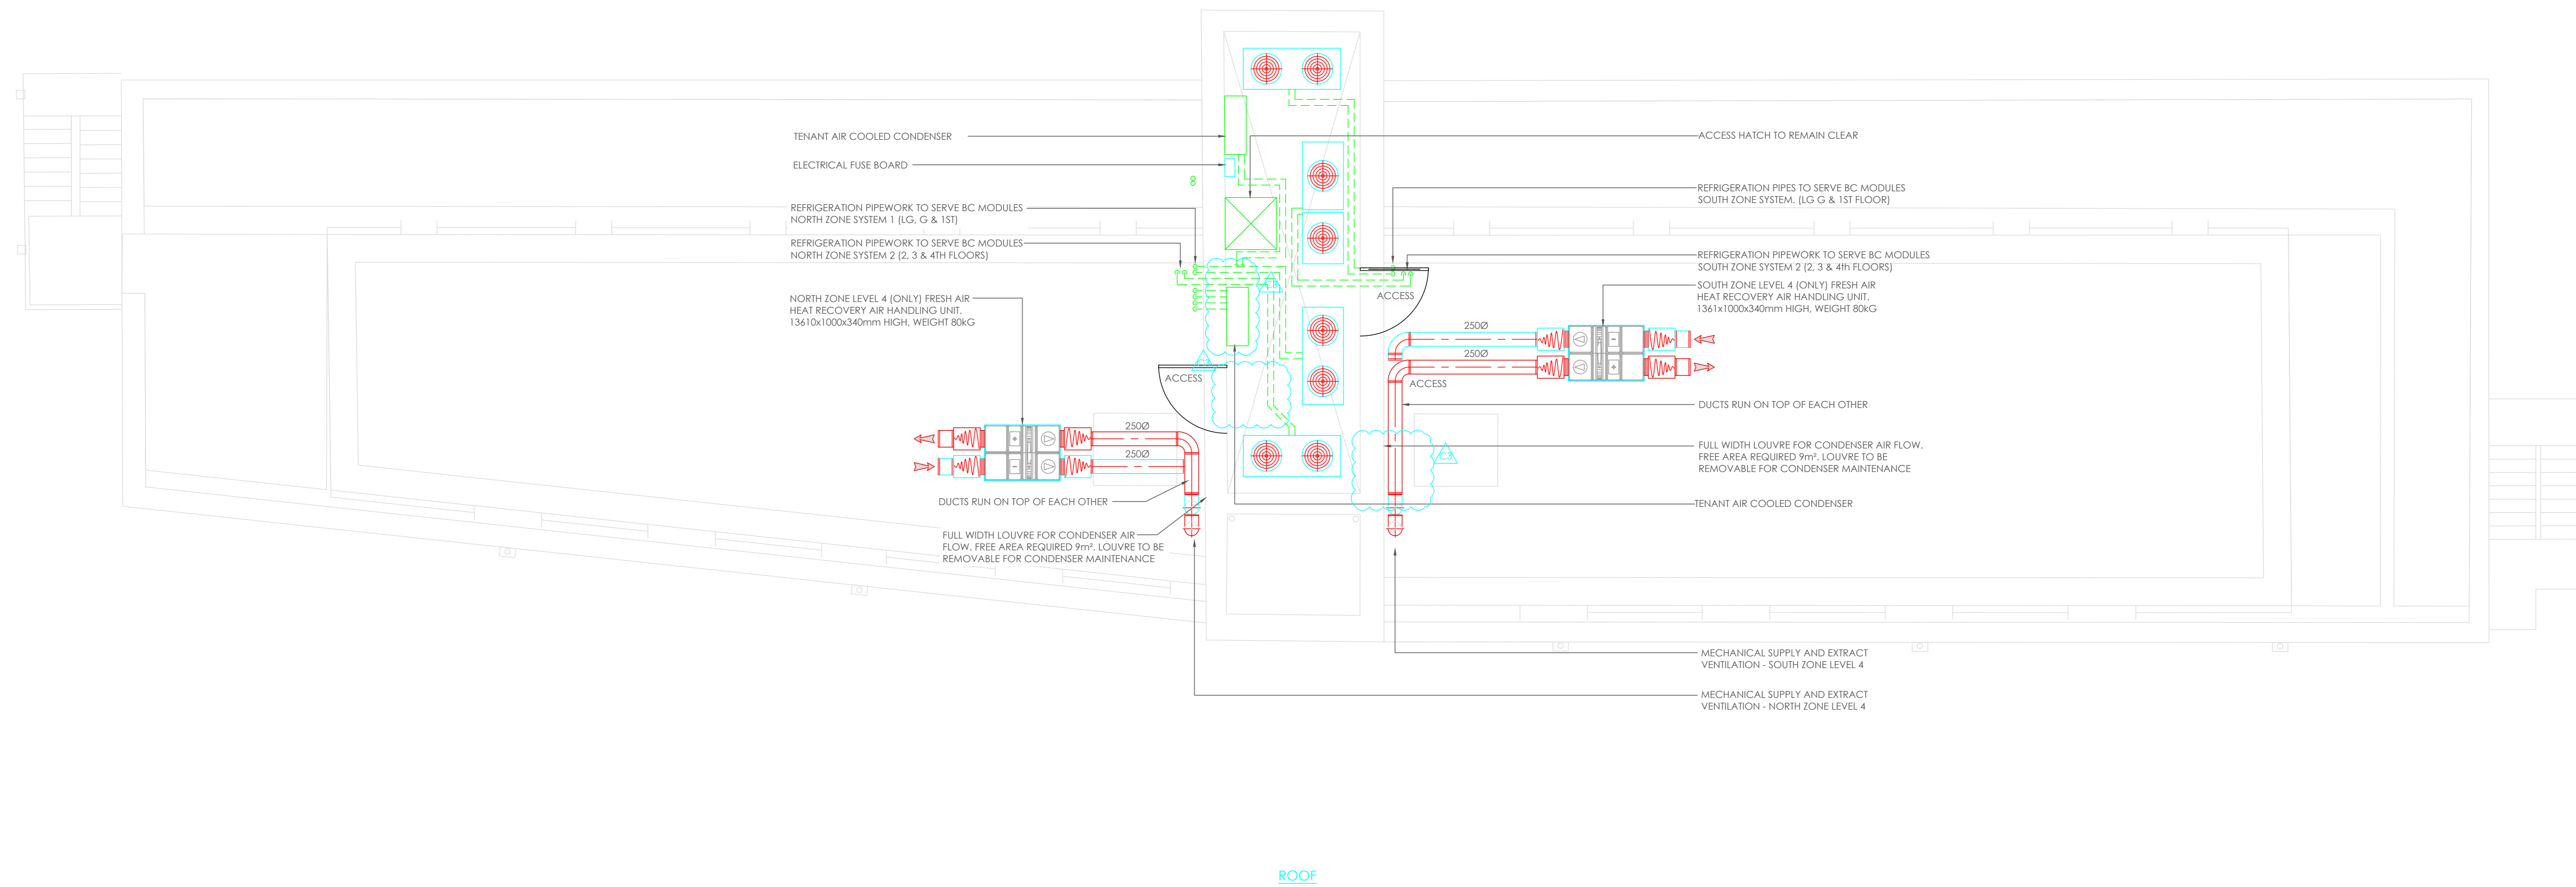 TENANT AIR COOLED CONDENSER
ELECTRICAL FUSE BOARD
REFRIGERATION PIPEWORK TO SERVE BC MODULES
NORTH ZONE SYSTEM 1 (LG, G & 1ST)
REFRIGERATION PIPEWORK TO SERVE BC MODULES
NORTH ZONE SYSTEM 2 (2, 3 & 4TH FLOORS)
NORTH ZONE LEVEL 4 (ONLY) FRESH AIR
HEAT RECOVERY AIR HANDLING UNIT.
13610x1000x340mm HIGH, WEIGHT 80kG
ACCESS
250Ø
250Ø
DUCTS RUN ON TOP OF EACH OTHER
FULL WIDTH LOUVRE FOR CONDENSER AIR
FLOW. FREE AREA REQUIRED 9m². LOUVRE TO BE
REMOVABLE FOR CONDENSER MAINTENANCE
ACCESS HATCH TO REMAIN CLEAR
REFRIGERATION PIPES TO SERVE BC MODULES
SOUTH ZONE SYSTEM. (LG G & 1ST FLOOR)
REFRIGERATION PIPEWORK TO SERVE BC MODULES
SOUTH ZONE SYSTEM 2 (2, 3 & 4th FLOORS)
SOUTH ZONE LEVEL 4 (ONLY) FRESH AIR
HEAT RECOVERY AIR HANDLING UNIT.
1361x1000x340mm HIGH, WEIGHT 80kG
ACCESS
250Ø
250Ø
ACCESS
DUCTS RUN ON TOP OF EACH OTHER
FULL WIDTH LOUVRE FOR CONDENSER AIR FLOW.
FREE AREA REQUIRED 9m². LOUVRE TO BE
REMOVABLE FOR CONDENSER MAINTENANCE
C3
TENANT AIR COOLED CONDENSER
MECHANICAL SUPPLY AND EXTRACT
VENTILATION - SOUTH ZONE LEVEL 4
MECHANICAL SUPPLY AND EXTRACT
VENTILATION - NORTH ZONE LEVEL 4
ROOF